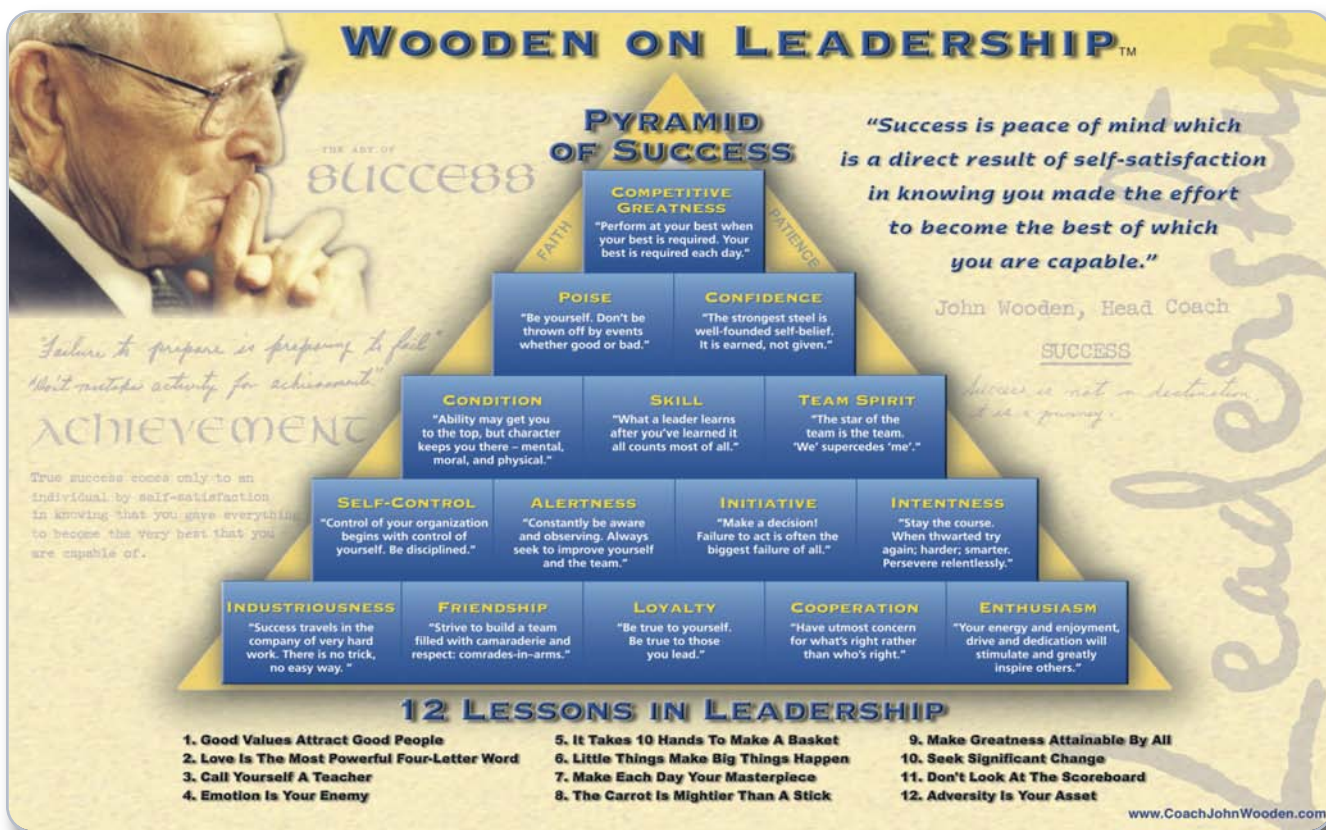 WOODEN ON LEADERSHIP™
PYRAMID
OF SUCCESS
THE ART OF
SUCCESS
"Success is peace of mind which
is a direct result of self-satisfaction
in knowing you made the effort
to become the best of which
you are capable."
John Wooden, Head Coach
SUCCESS
Success is not a destination,
it is a journey.
Leadership
"Failure to prepare is preparing to fail"
"Don't mistake activity for achievement"
ACHIEVEMENT
True success comes only to an
individual by self-satisfaction
in knowing that you gave everything
to become the very best that you
are capable of.
FAITH
PATIENCE
COMPETITIVE
GREATNESS
"Perform at your best when
your best is required. Your
best is required each day."
POISE
"Be yourself. Don't be
thrown off by events
whether good or bad."
CONFIDENCE
"The strongest steel is
well-founded self-belief.
It is earned, not given."
CONDITION
"Ability may get you
to the top, but character
keeps you there – mental,
moral, and physical."
SKILL
"What a leader learns
after you've learned it
all counts most of all."
TEAM SPIRIT
"The star of the
team is the team.
'We' supercedes 'me'."
SELF-CONTROL
"Control of your organization
begins with control of
yourself. Be disciplined."
ALERTNESS
"Constantly be aware
and observing. Always
seek to improve yourself
and the team."
INITIATIVE
"Make a decision!
Failure to act is often the
biggest failure of all."
INTENTNESS
"Stay the course.
When thwarted try
again; harder; smarter.
Persevere relentlessly."
INDUSTRIOUSNESS
"Success travels in the
company of very hard
work. There is no trick,
no easy way. "
FRIENDSHIP
"Strive to build a team
filled with camaraderie and
respect: comrades-in–arms."
LOYALTY
"Be true to yourself.
Be true to those
you lead."
COOPERATION
"Have utmost concern
for what's right rather
than who's right."
ENTHUSIASM
"Your energy and enjoyment,
drive and dedication will
stimulate and greatly
inspire others."
12 LESSONS IN LEADERSHIP
1. Good Values Attract Good People
2. Love Is The Most Powerful Four-Letter Word
3. Call Yourself A Teacher
4. Emotion Is Your Enemy
5. It Takes 10 Hands To Make A Basket
6. Little Things Make Big Things Happen
7. Make Each Day Your Masterpiece
8. The Carrot Is Mightier Than A Stick
9. Make Greatness Attainable By All
10. Seek Significant Change
11. Don't Look At The Scoreboard
12. Adversity Is Your Asset
www.CoachJohnWooden.com